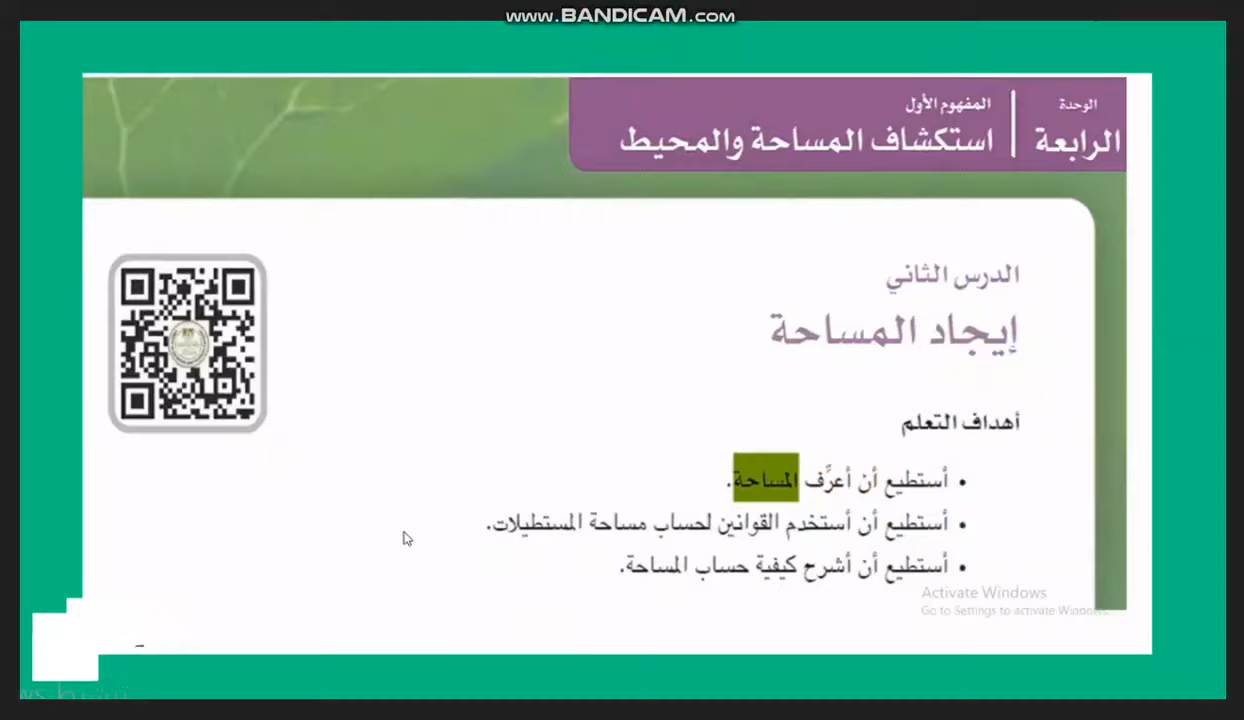 www.BANDICAM.com
الوحدة
الرابعة
المفهوم الأول
استكشاف المساحة والمحيط
الدرس الثاني
إيجاد المساحة
أهداف التعلم
• أستطيع أن أعرِّف المساحة.
• أستطيع أن أستخدم القوانين لحساب مساحة المستطيلات.
• أستطيع أن أشرح كيفية حساب المساحة.
Activate Windows
Go to Settings to activate Windows.
تنشيط